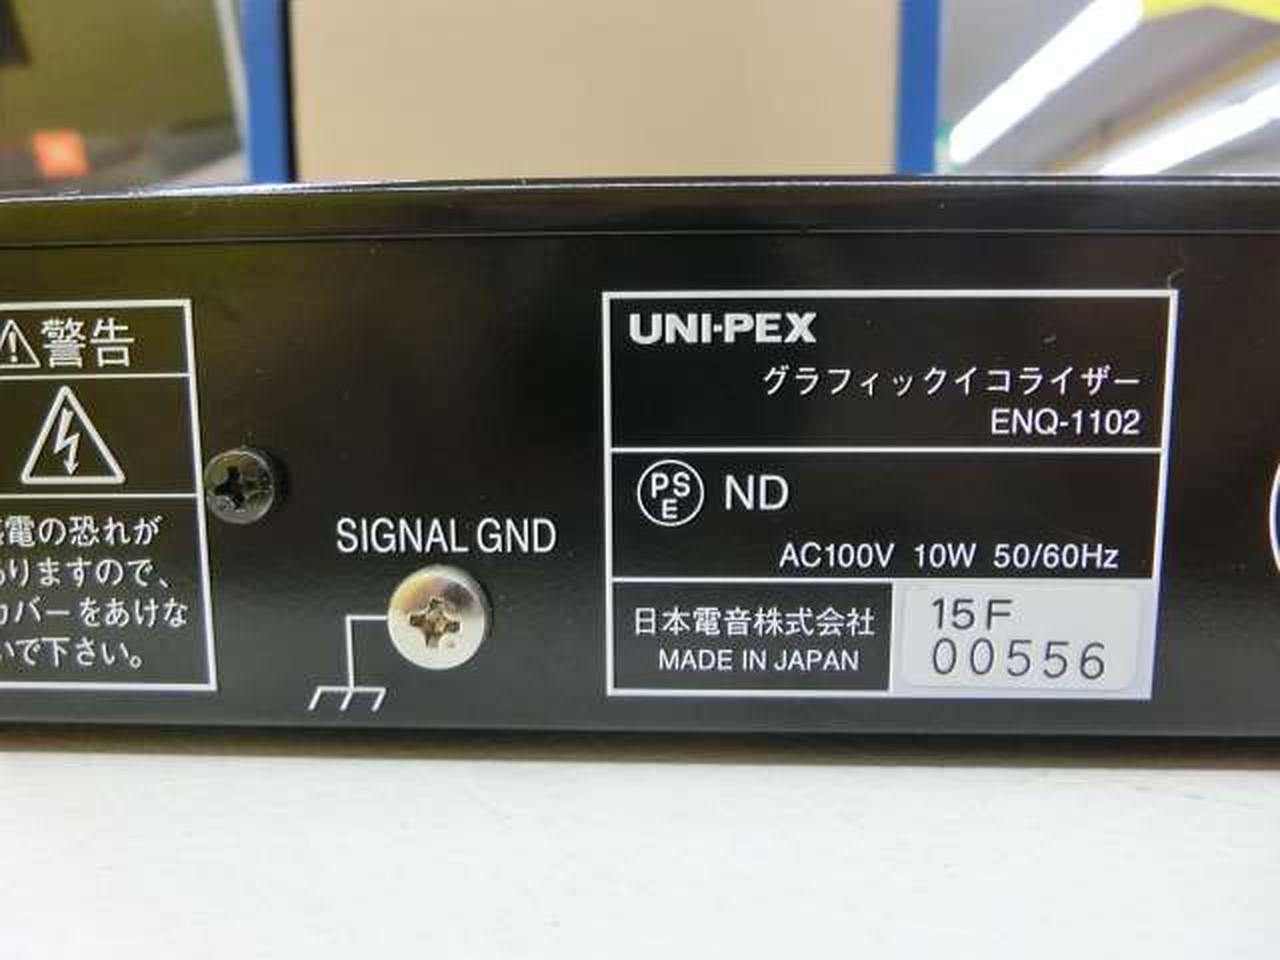 警告
電の恐れが
りますので、
カバーをあけな
いで下さい。
SIGNAL GND
UNI-PEX
グラフィックイコライザー
ENQ-1102
PSE ND
AC100V 10W 50/60Hz
日本電音株式会社
MADE IN JAPAN
15F
00556